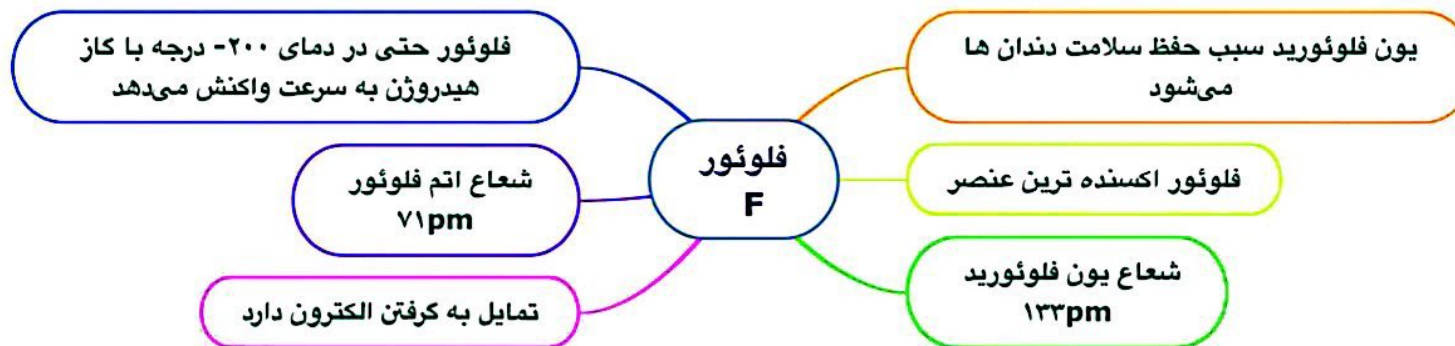 یون فلوئورید سبب حفظ سلامت دندان ها
می‌شود
فلوئور اکسنده ترین عنصر
شعاع یون فلوئورید
۱۳۳pm
فلوئور
F
فلوئور حتی در دمای ۲۰۰- درجه با گاز
هیدروژن به سرعت واکنش می‌دهد
شعاع اتم فلوئور
۷۱pm
تمایل به گرفتن الکترون دارد